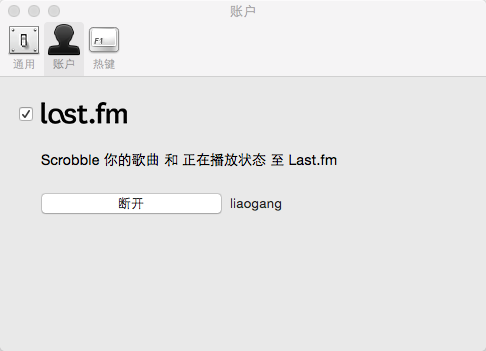 账户
F1
通用
账户
热键
last.fm
Scrobble 你的歌曲 和 正在播放状态 至 Last.fm
断开
liaogang